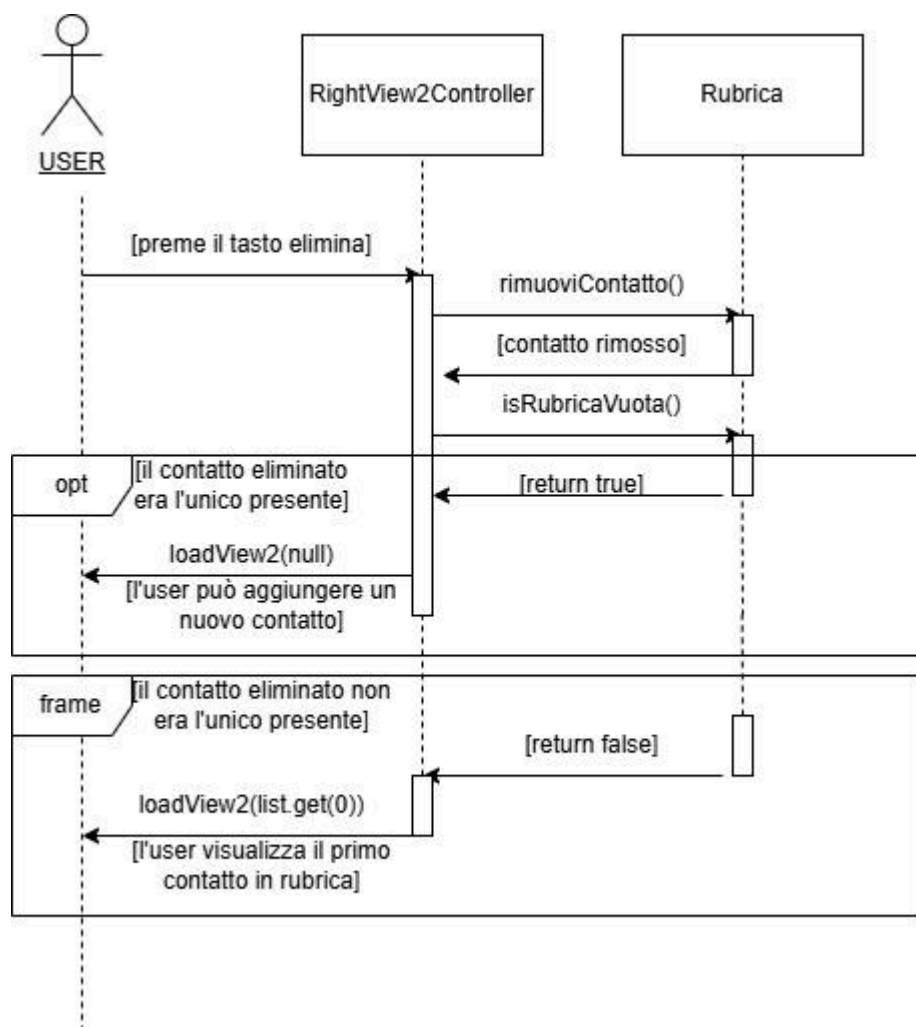 USER
RightView2Controller
Rubrica
[preme il tasto elimina]
rimuoviContatto()
[contatto rimosso]
isRubricaVuota()
opt
[il contatto eliminato
era l'unico presente]
[return true]
loadView2(null)
[l'user può aggiungere un
nuovo contatto]
frame
[il contatto eliminato non
era l'unico presente]
[return false]
loadView2(list.get(0))
[l'user visualizza il primo
contatto in rubrica]